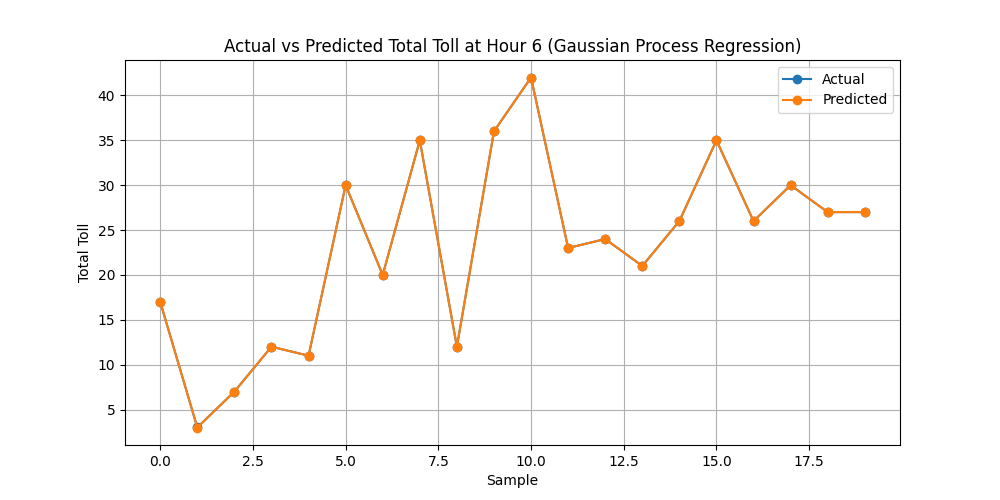 Actual vs Predicted Total Toll at Hour 6 (Gaussian Process Regression)
Actual
Predicted
Total Toll
40
35
30
25
20
15
10
5
0.0 2.5 5.0 7.5 10.0 12.5 15.0 17.5
Sample